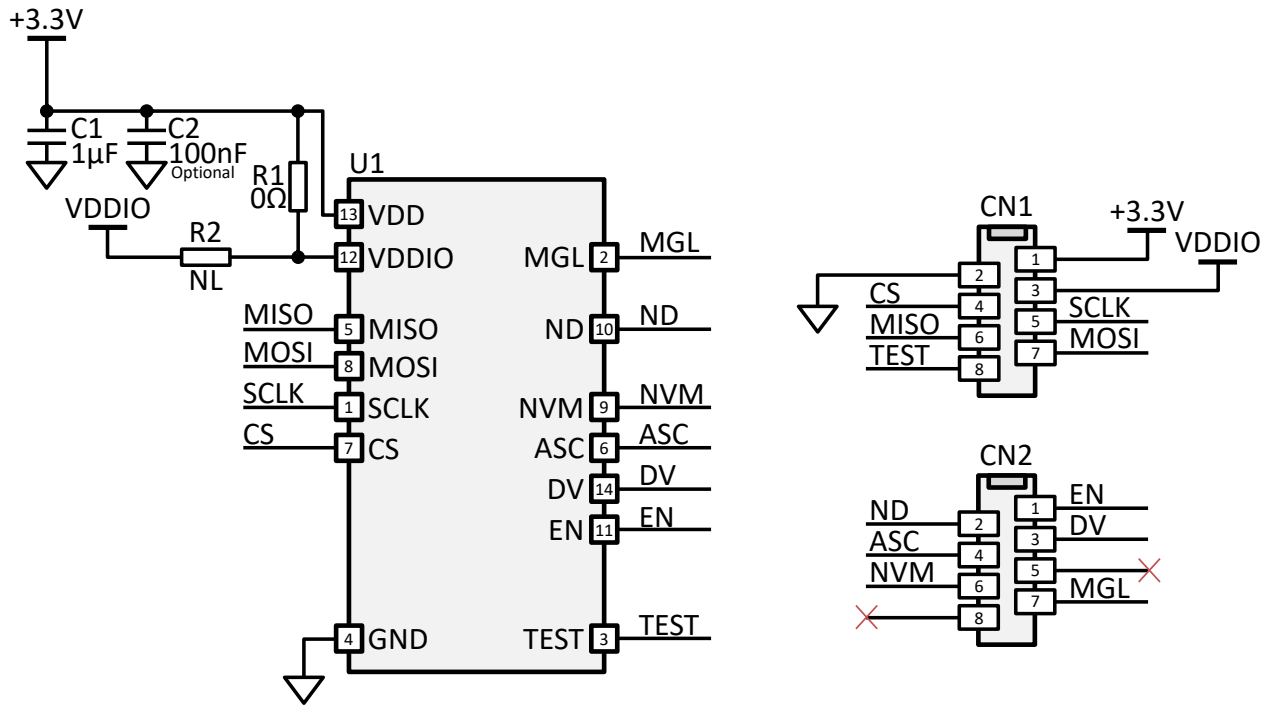 +3.3V
C1
1µF
C2
100nF
Optional
R1
0Ω
VDDIO
R2
NL
U1
13 VDD
12 VDDIO
MISO 5 MISO
MOSI 8 MOSI
SCLK 1 SCLK
CS 7 CS
4 GND
MGL 2 MGL
ND 10 ND
NVM 9 NVM
ASC 6 ASC
DV 14 DV
EN 11 EN
TEST 3 TEST
CN1
+3.3V
VDDIO
1
2
3
CS 4
5 SCLK
MISO 6
7 MOSI
TEST 8
CN2
1 EN
ND 2
3 DV
ASC 4
5
NVM 6
7 MGL
8